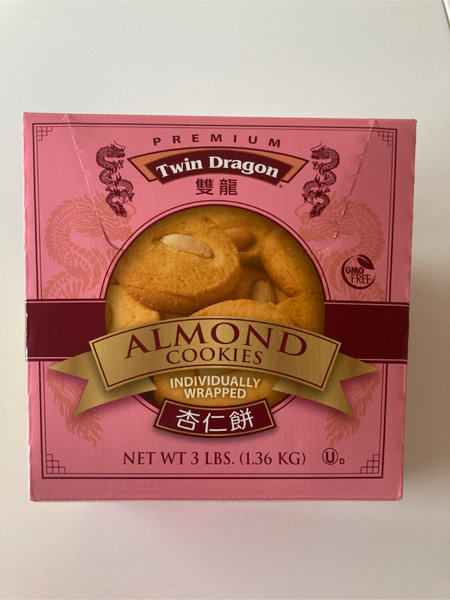 PREMIUM
Twin Dragon®
雙龍
GMO
FREE
ALMOND
COOKIES
INDIVIDUALLY
WRAPPED
杏仁餅
NET WT 3 LBS. (1.36 KG)
U D